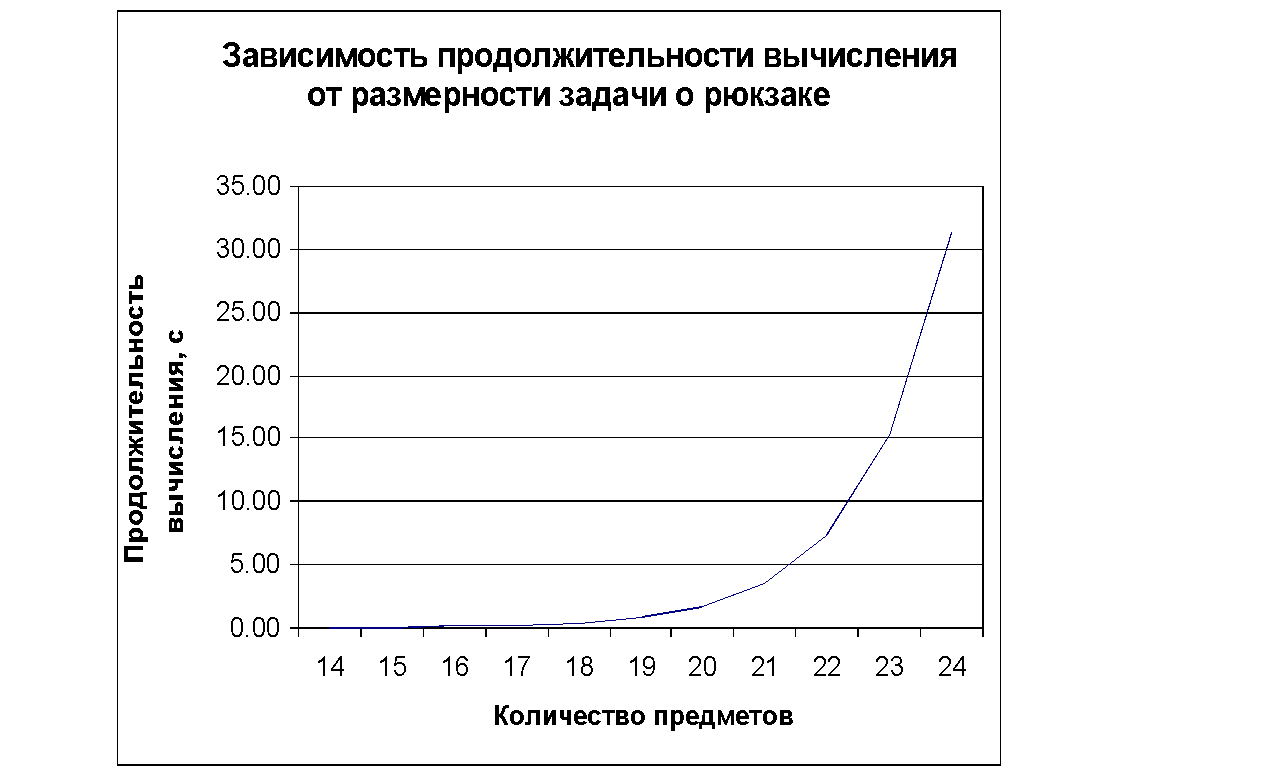 Зависимость продолжительности вычисления
от размерности задачи о рюкзаке
35.00
30.00
25.00
20.00
15.00
10.00
5.00
0.00
Продолжительность
вычисления, с
14 15 16 17 18 19 20 21 22 23 24
Количество предметов